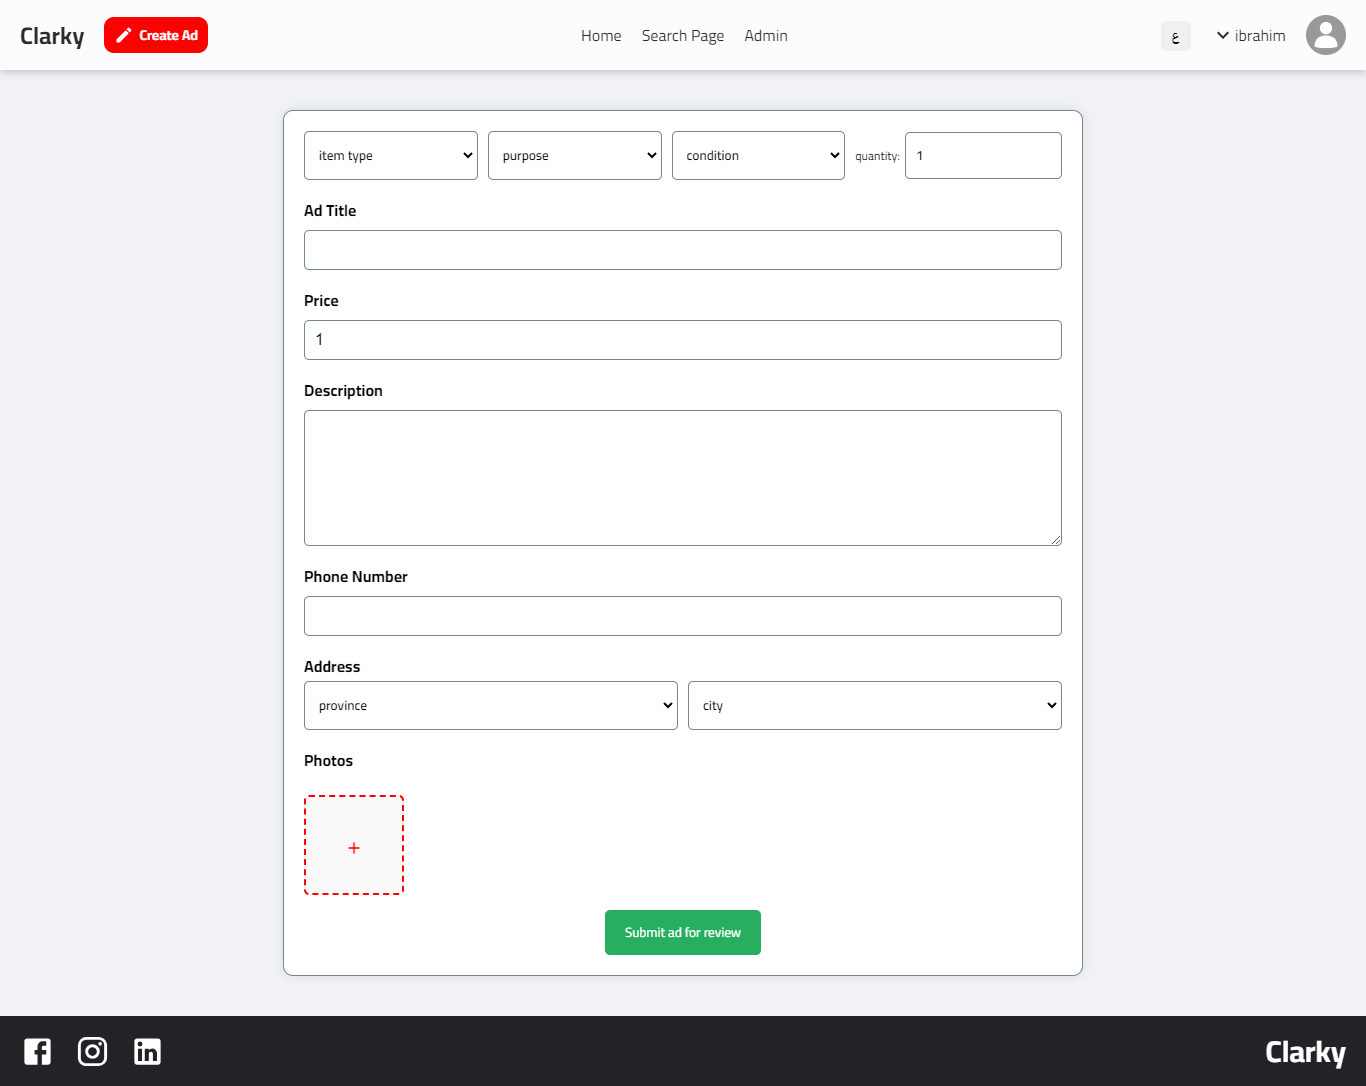 Clarky Create Ad Home Search Page Admin ع ibrahim
item type purpose condition quantity: 1
Ad Title
Price
1
Description
Phone Number
Address
province city
Photos
+
Submit ad for review
Clarky